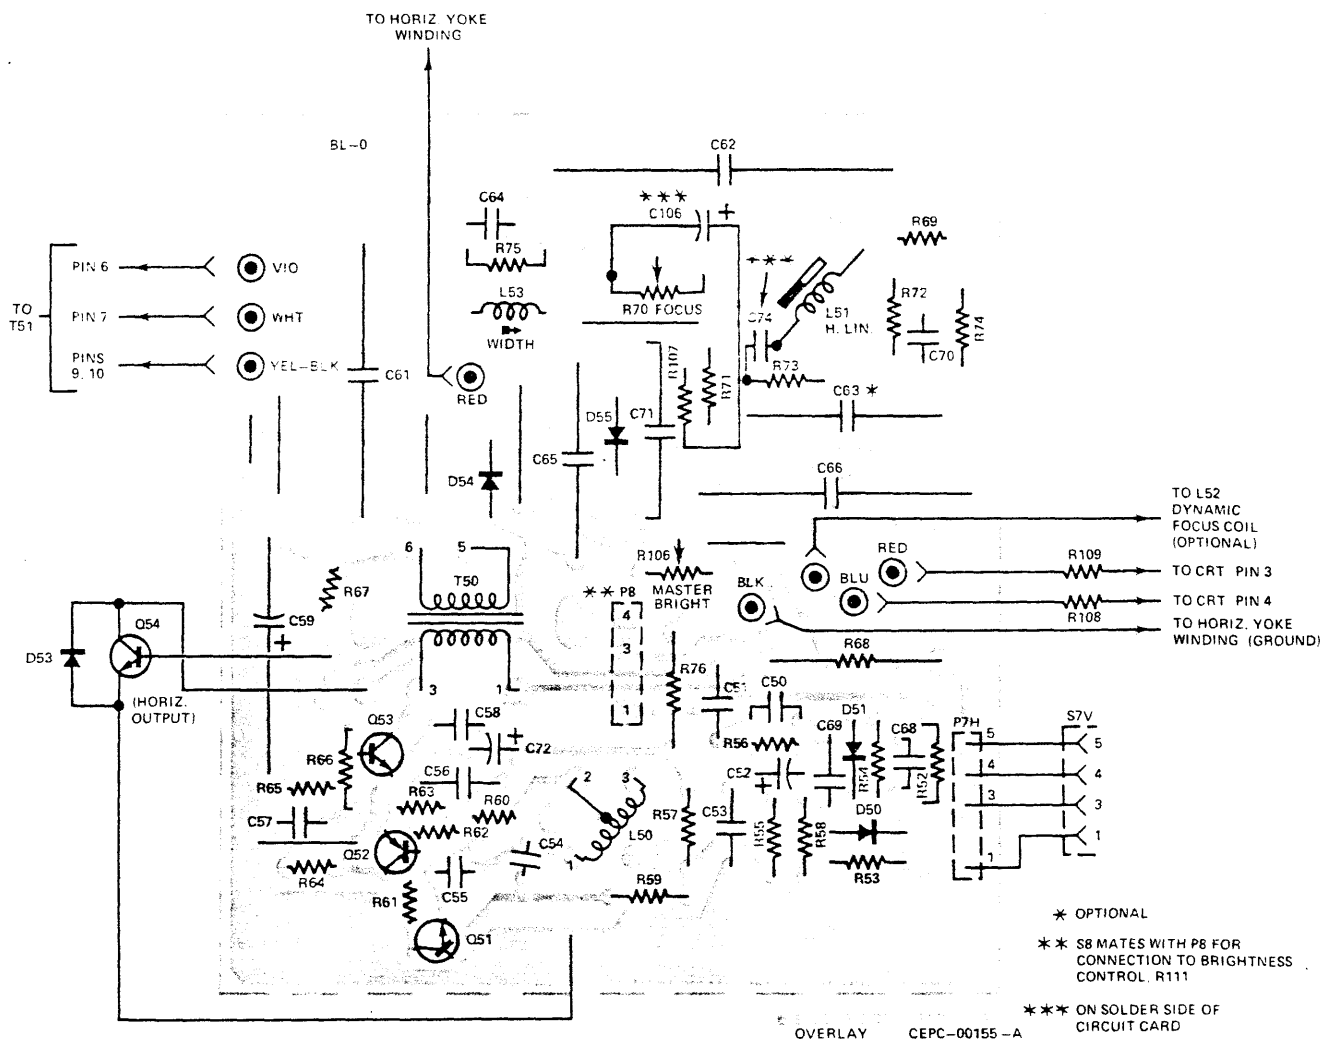 TO HORIZ. YOKE
WINDING
BL-0
C62
C64
***
C106
+
R69
R75
***
PIN 6
VIO
L53
R70 FOCUS
C74
L51
H. LIN.
R72
TO
T51
PIN 7
WHT
WIDTH
C70
R74
PINS
9, 10
YEL-BLK
C61
RED
R107
R71
R73
C63 *
D55
C71
D54
C65
C66
TO L52
DYNAMIC
FOCUS COIL
(OPTIONAL)
6
5
R106
RED
R109
TO CRT PIN 3
R67
T50
** P8
MASTER
BRIGHT
BLK
BLU
TO CRT PIN 4
R108
C59
+
4
TO HORIZ. YOKE
WINDING (GROUND)
Q54
D53
3
R68
R76
(HORIZ.
OUTPUT)
3
1
1
C51
C50
Q53
C58
+
C72
R56
C69
D51
C68
P7H
S7V
5
5
R66
C56
2
3
C52
+
R54
R52
4
4
R65
R63
R60
3
3
C57
R62
L50
R57
C53
R55
R58
D50
1
1
Q52
C54
1
R64
C55
R59
R53
R61
Q51
* OPTIONAL
** S8 MATES WITH P8 FOR
CONNECTION TO BRIGHTNESS
CONTROL, R111
*** ON SOLDER SIDE OF
CIRCUIT CARD
OVERLAY CEPC-00155-A